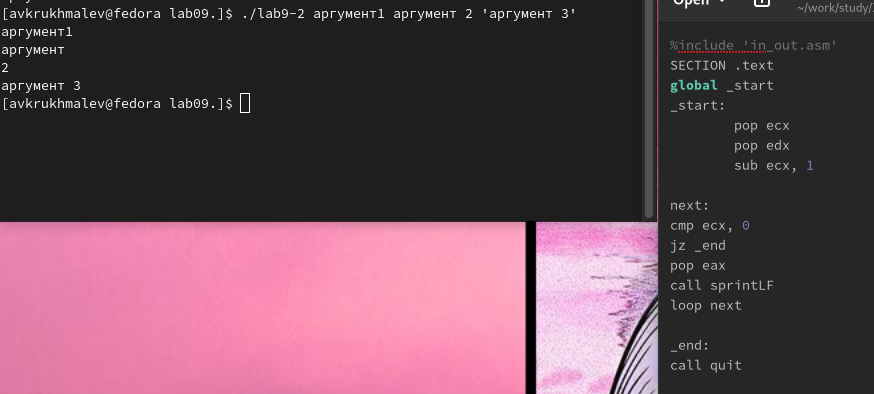 [avkrukhmalev@fedora lab09.]$ ./lab9-2 аргумент1 аргумент 2 'аргумент 3'
аргумент1
аргумент
2
аргумент 3
[avkrukhmalev@fedora lab09.]$
Open
~/work/study/
%include 'in_out.asm'
SECTION .text
global _start
_start:
pop ecx
pop edx
sub ecx, 1
next:
cmp ecx, 0
jz _end
pop eax
call sprintLF
loop next
_end:
call quit